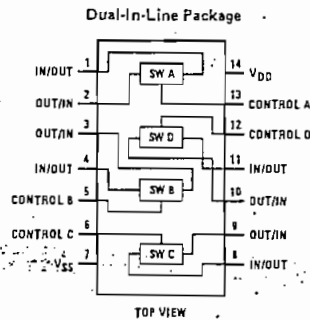 Dual-In-Line Package
IN/OUT 1
OUT/IN 2
OUT/IN 3
IN/OUT 4
CONTROL B 5
CONTROL C 6
VSS 7
SW A
SW D
SW B
SW C
14 VDD
13 CONTROL A
12 CONTROL D
11 IN/OUT
10 OUT/IN
9 OUT/IN
8 IN/OUT
TOP VIEW